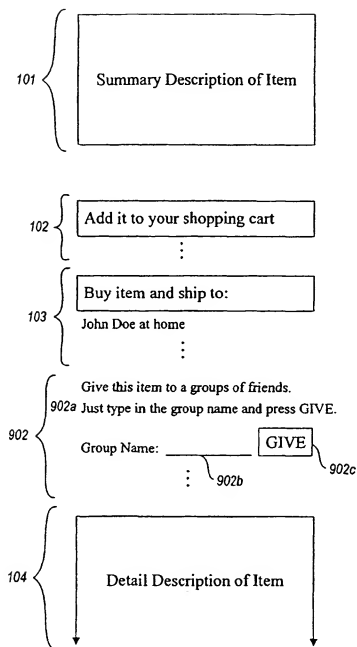 101
Summary Description of Item
102
Add it to your shopping cart
103
Buy item and ship to:
John Doe at home
902
Give this item to a groups of friends.
902a Just type in the group name and press GIVE.
Group Name: GIVE
902b
902c
104
Detail Description of Item